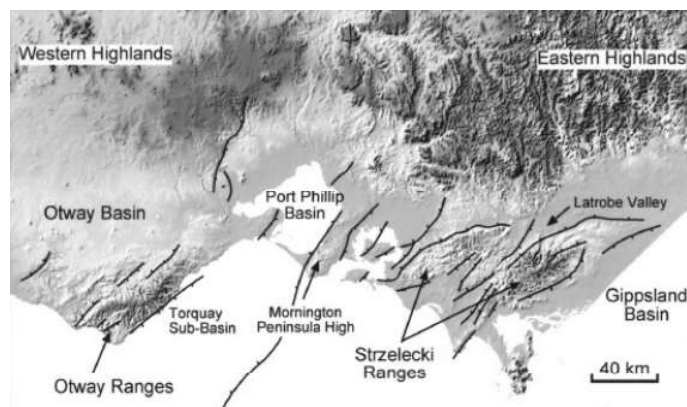 Western Highlands
Eastern Highlands
Port Phillip
Basin
Latrobe Valley
Otway Basin
Torquay
Sub-Basin
Mornington
Peninsula High
Gippsland
Basin
Strzelecki
Ranges
Otway Ranges
40 km